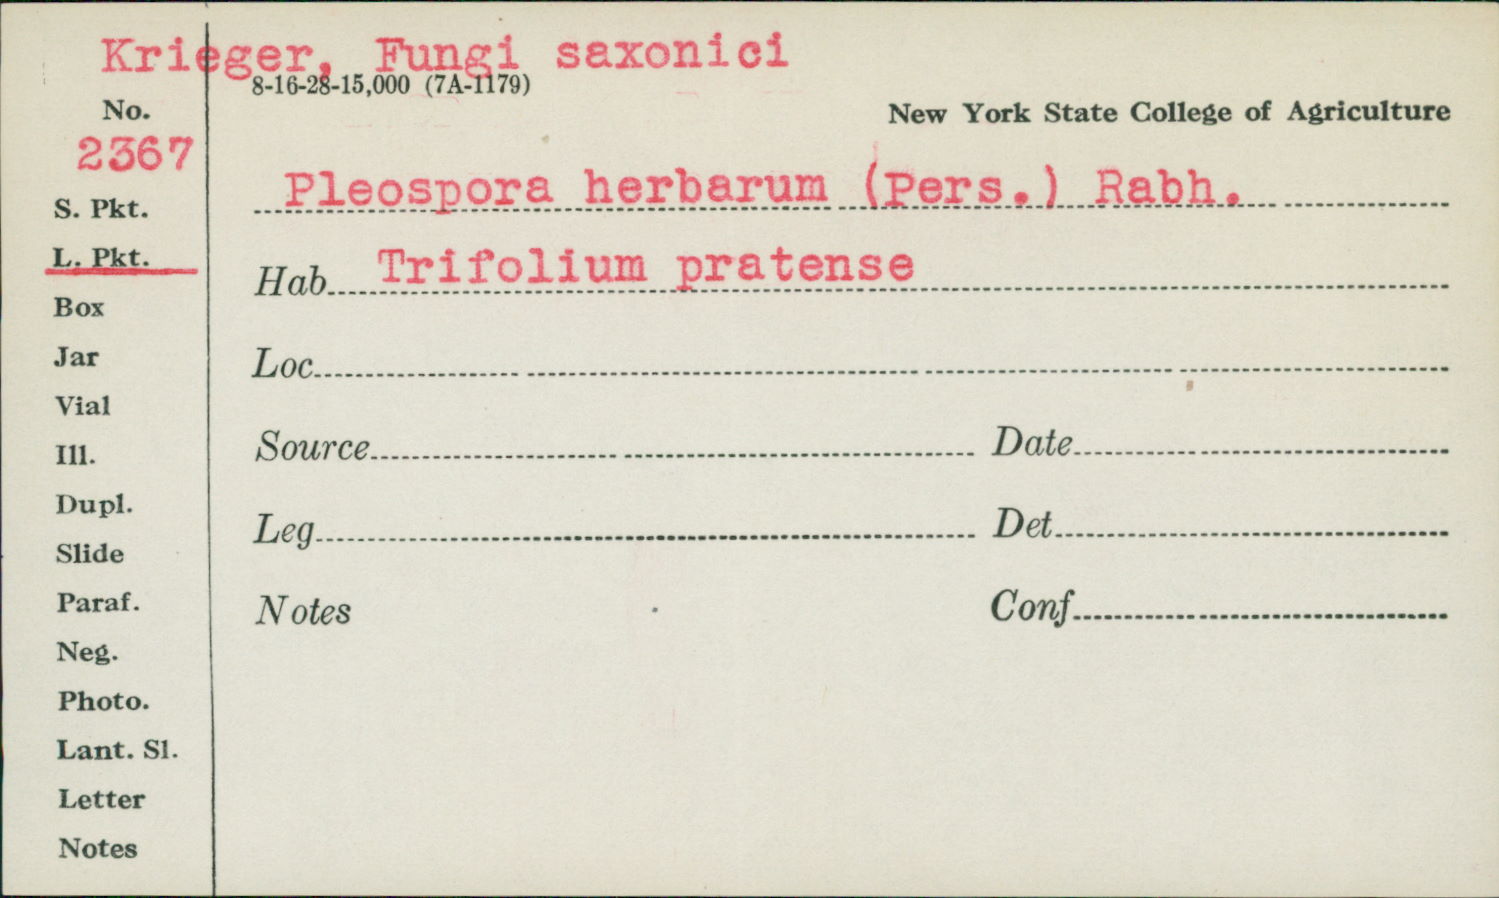 Krieger, Fungi saxonici
8-16-28-15,000 (7A-1179)
No.
New York State College of Agriculture
2367
Pleospora herbarum (Pers.) Rabh.
S. Pkt.
L. Pkt.
Hab. Trifolium pratense
Box
Jar
Loc.
Vial
Ill.
Source Date
Dupl.
Leg. Det.
Slide
Paraf.
Notes Conf.
Neg.
Photo.
Lant. Sl.
Letter
Notes